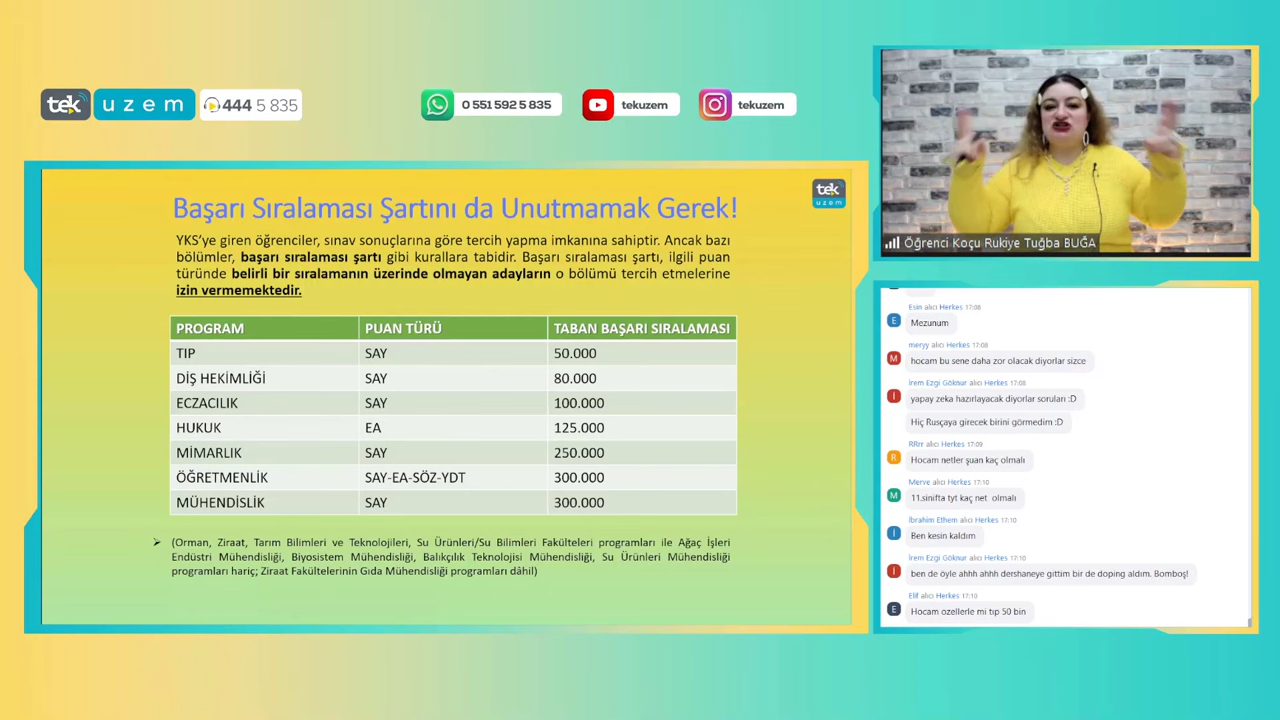 tek uzem 444 5 835
0 551 592 5 835
tekuzem
tekuzem
tek
uzem
Başarı Sıralaması Şartını da Unutmamak Gerek!
YKS'ye giren öğrenciler, sınav sonuçlarına göre tercih yapma imkanına sahiptir. Ancak bazı
bölümler, başarı sıralaması şartı gibi kurallara tabidir. Başarı sıralaması şartı, ilgili puan
türünde belirli bir sıralamanın üzerinde olmayan adayların o bölümü tercih etmelerine
izin vermemektedir.
PROGRAM PUAN TÜRÜ TABAN BAŞARI SIRALAMASI
TIP SAY 50.000
DİŞ HEKİMLİĞİ SAY 80.000
ECZACILIK SAY 100.000
HUKUK EA 125.000
MİMARLIK SAY 250.000
ÖĞRETMENLİK SAY-EA-SÖZ-YDT 300.000
MÜHENDİSLİK SAY 300.000
(Orman, Ziraat, Tarım Bilimleri ve Teknolojileri, Su Ürünleri/Su Bilimleri Fakülteleri programları ile Ağaç İşleri
Endüstri Mühendisliği, Biyosistem Mühendisliği, Balıkçılık Teknolojisi Mühendisliği, Su Ürünleri Mühendisliği
programları hariç; Ziraat Fakültelerinin Gıda Mühendisliği programları dâhil)
Öğrenci Koçu Rukiye Tuğba BUĞA
Esin alıcı Herkes 17:08
E Mezunum
meryy alıcı Herkes 17:08
M hocam bu sene daha zor olacak diyorlar sizce
İrem Ezgi Göknur alıcı Herkes 17:08
I yapay zeka hazırlayacak diyorlar soruları :D
Hiç Rusçaya girecek birini görmedim :D
RRrr alıcı Herkes 17:09
R Hocam netler şuan kaç olmalı
Merve alıcı Herkes 17:10
M 11.sinifta tyt kaç net olmalı
İbrahim Ethem alıcı Herkes 17:10
İ Ben kesin kaldım
İrem Ezgi Göknur alıcı Herkes 17:10
I ben de öyle ahhh ahhh dershaneye gittim bir de doping aldım. Bomboş!
Elif alıcı Herkes 17:10
E Hocam ozellerle mi tıp 50 bin